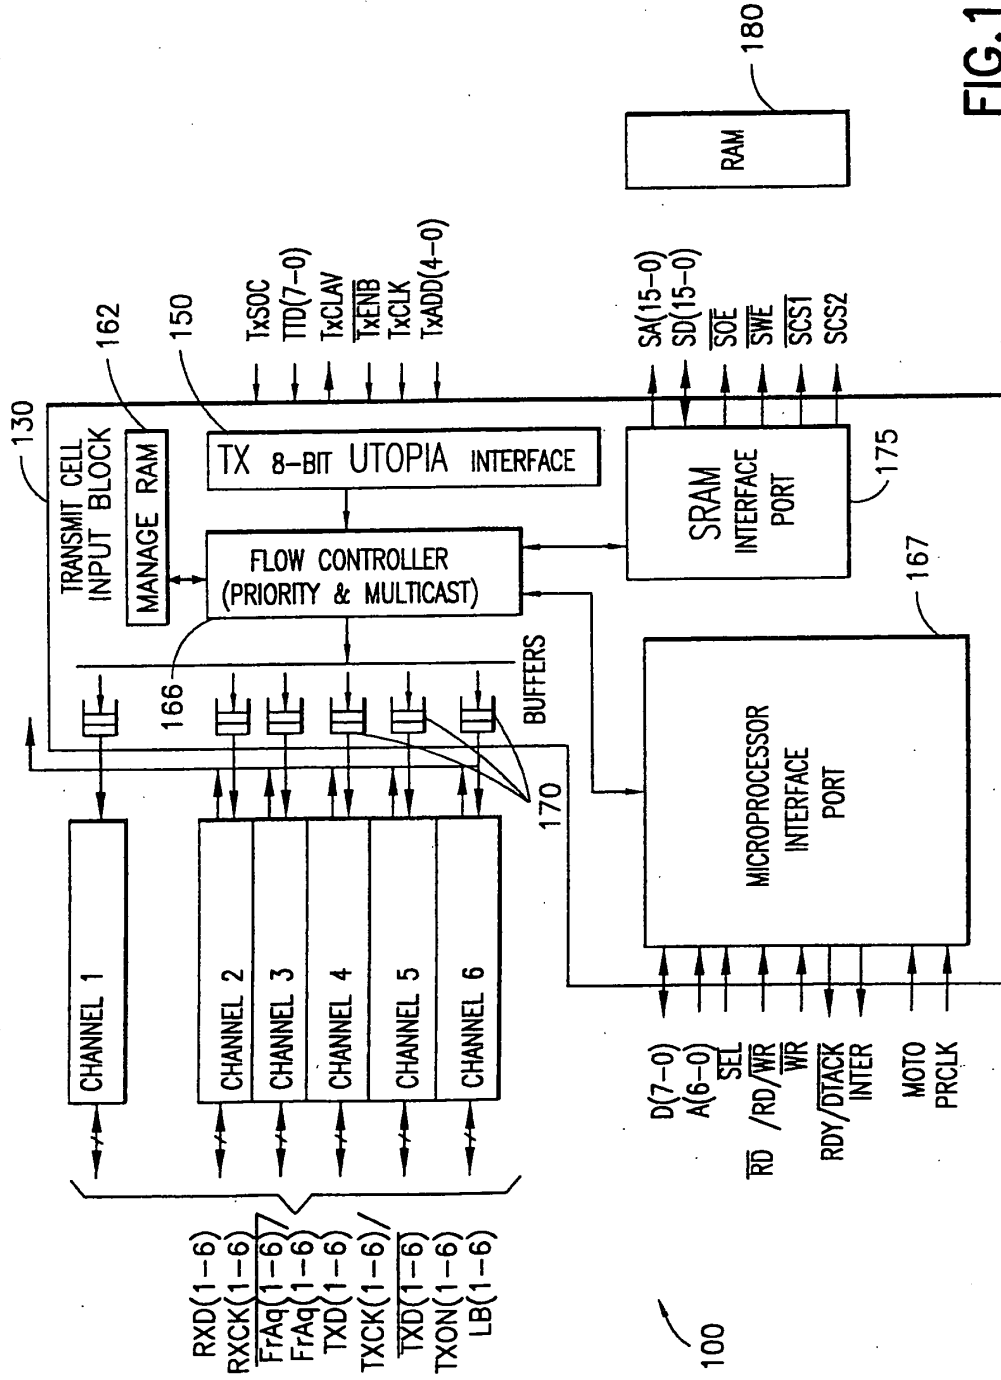 RXD(1-6)
RXCK(1-6)
FrAq(1-6)/
FrAq(1-6)
TXD(1-6)
TXCK(1-6)/
TXD(1-6)
TXON(1-6)
LB(1-6)
100
CHANNEL 1
CHANNEL 2
CHANNEL 3
CHANNEL 4
CHANNEL 5
CHANNEL 6
170
BUFFERS
130
TRANSMIT CELL
INPUT BLOCK
MANAGE RAM
162
166
FLOW CONTROLLER
(PRIORITY & MULTICAST)
TX 8-BIT UTOPIA INTERFACE
150
TxSOC
TTD(7-0)
TxCLAV
TxENB
TxCLK
TxADD(4-0)
D(7-0)
A(6-0)
SEL
RD /RD/WR
WR
RDY/DTACK
INTER
MOTO
PRCLK
MICROPROCESSOR
INTERFACE
PORT
167
SRAM
INTERFACE
PORT
175
SA(15-0)
SD(15-0)
SOE
SWE
SCS1
SCS2
RAM
180
FIG.1